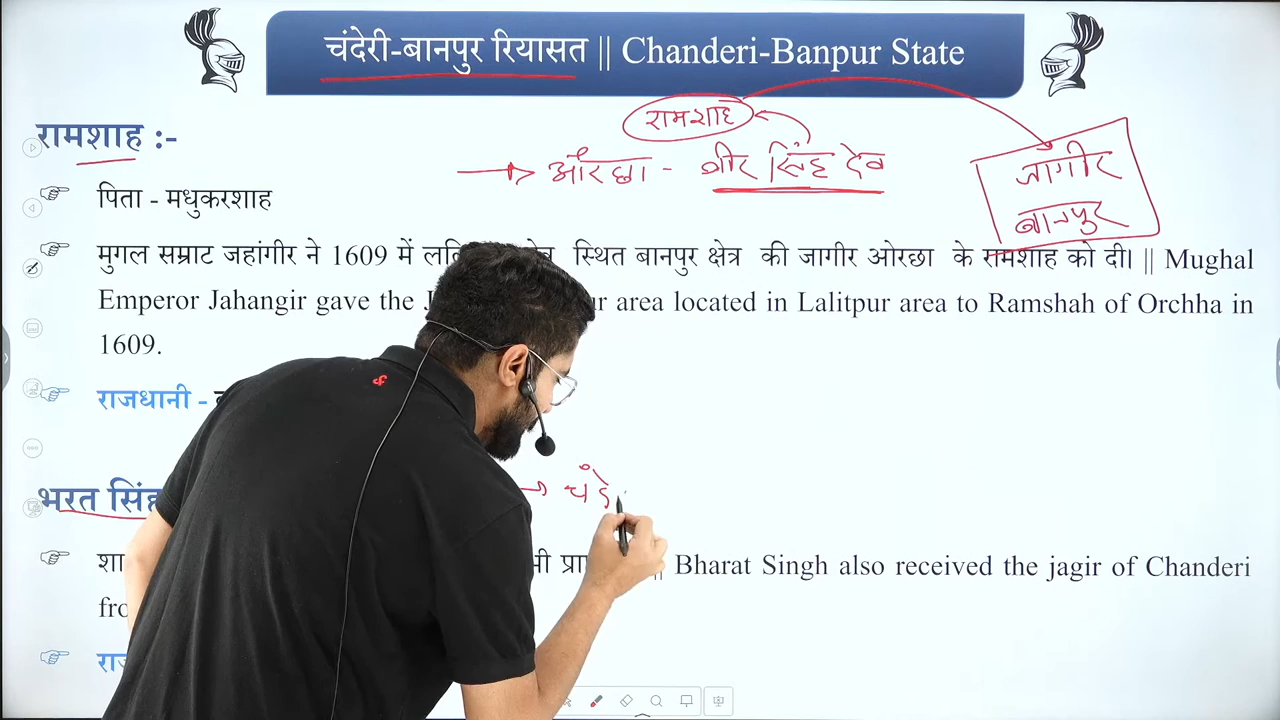 चंदेरी-बानपुर रियासत || Chanderi-Banpur State
रामशाह
रामशाह :-
→ ओरछा - वीर सिंह देव
जागीर
बानपुर
पिता - मधुकरशाह
मुगल सम्राट जहांगीर ने 1609 में स्थित बानपुर क्षेत्र की जागीर ओरछा के रामशाह को दी। || Mughal
Emperor Jahangir gave the area located in Lalitpur area to Ramshah of Orchha in
1609.
राजधानी -
भरत सिंह
→ चंदे
भी || Bharat Singh also received the jagir of Chanderi